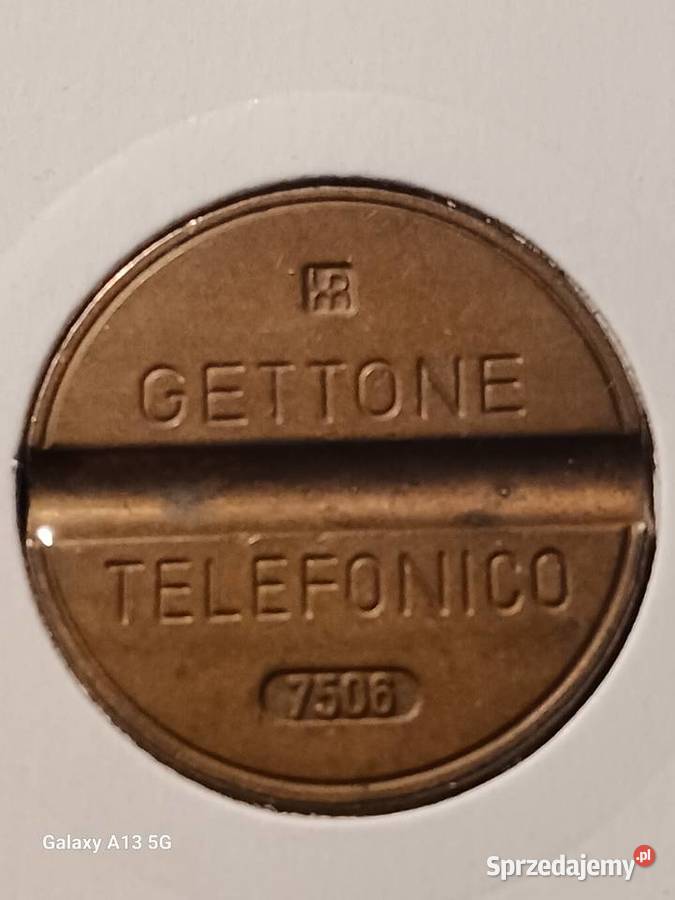 GETTONE
TELEFONICO
7506
Galaxy A13 5G
Sprzedajemy.pl